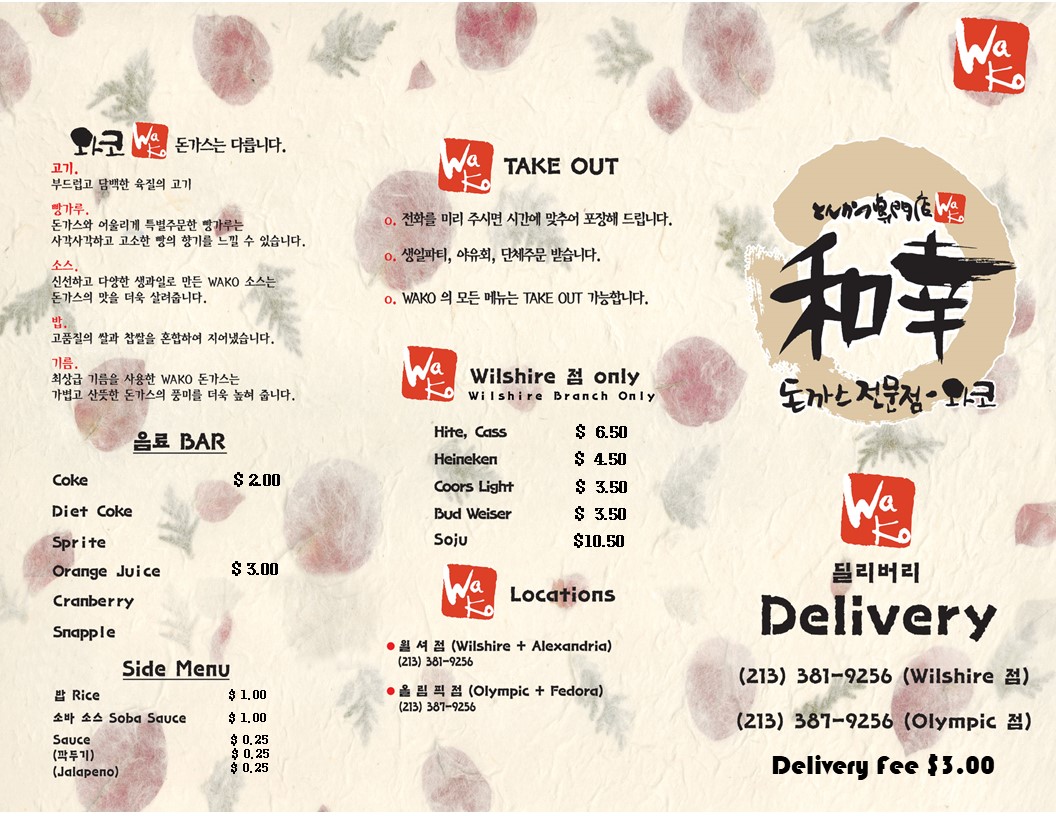 와코 Wa Ko 돈가스는 다릅니다.
고기.
부드럽고 담백한 육질의 고기
빵가루.
돈가스와 어울리게 특별주문한 빵가루는
사각사각하고 고소한 빵의 향기를 느낄 수 있습니다.
소스.
신선하고 다양한 생과일로 만든 WAKO 소스는
돈가스의 맛을 더욱 살려줍니다.
밥.
고품질의 쌀과 찹쌀을 혼합하여 지어냈습니다.
기름.
최상급 기름을 사용한 WAKO 돈가스는
가볍고 산뜻한 돈가스의 풍미를 더욱 높혀 줍니다.
음료 BAR
Coke $ 2.00
Diet Coke
Sprite
Orange Juice $ 3.00
Cranberry
Snapple
Side Menu
밥 Rice $ 1.00
소바 소스 Soba Sauce $ 1.00
Sauce $ 0.25
(깍두기) $ 0.25
(Jalapeno) $ 0.25
Wa Ko TAKE OUT
o. 전화를 미리 주시면 시간에 맞추어 포장해 드립니다.
o. 생일파티, 야유회, 단체주문 받습니다.
o. WAKO 의 모든 메뉴는 TAKE OUT 가능합니다.
Wa Ko Wilshire 점 only
Wilshire Branch Only
Hite, Cass $ 6.50
Heineken $ 4.50
Coors Light $ 3.50
Bud Weiser $ 3.50
Soju $10.50
Wa Ko Locations
윌 셔 점 (Wilshire + Alexandria)
(213) 381-9256
올 림 픽 점 (Olympic + Fedora)
(213) 387-9256
Wa Ko
とんかつ専門店 Wa Ko
和幸
돈까스 전문점-와코
Wa Ko
딜리버리
Delivery
(213) 381-9256 (Wilshire 점)
(213) 387-9256 (Olympic 점)
Delivery Fee $3.00